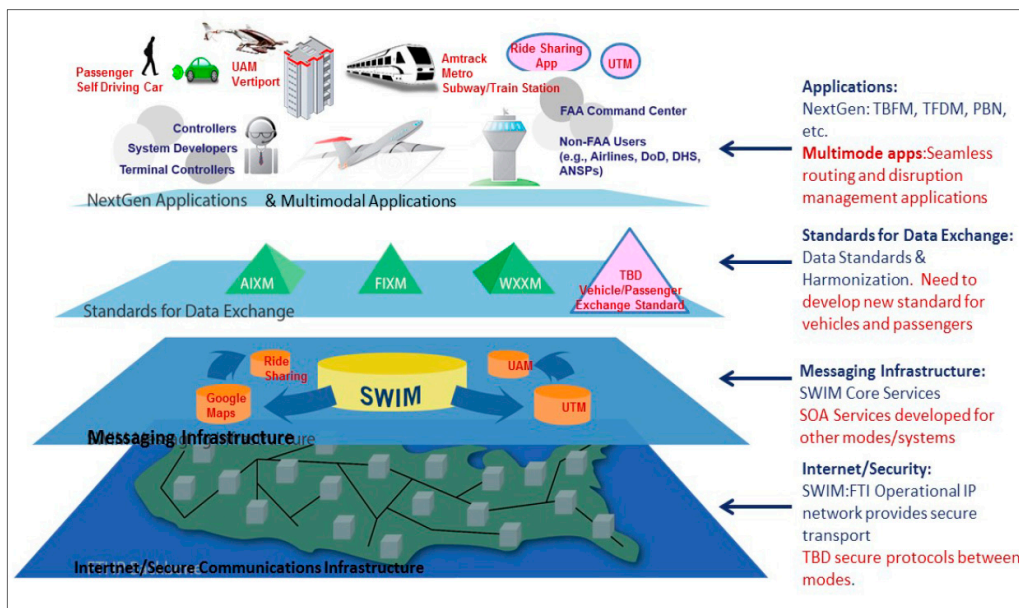 Passenger
Self Driving Car
UAM
Vertiport
Amtrack
Metro
Subway/Train Station
Ride Sharing
App
UTM
Controllers
System Developers
Terminal Controllers
FAA Command Center
Non-FAA Users
(e.g., Airlines, DoD, DHS,
ANSPs)
NextGen Applications & Multimodal Applications
Applications:
NextGen: TBFM, TFDM, PBN,
etc.
Multimode apps:Seamless
routing and disruption
management applications
AIXM
FIXM
WXXM
TBD
Vehicle/Passenger
Exchange Standard
Standards for Data Exchange
Standards for Data Exchange:
Data Standards &
Harmonization. Need to
develop new standard for
vehicles and passengers
Ride
Sharing
Google
Maps
SWIM
UAM
UTM
Messaging Infrastructure
Messaging Infrastructure:
SWIM Core Services
SOA Services developed for
other modes/systems
Internet/Secure Communications Infrastructure
Internet/Security:
SWIM:FTI Operational IP
network provides secure
transport
TBD secure protocols between
modes.